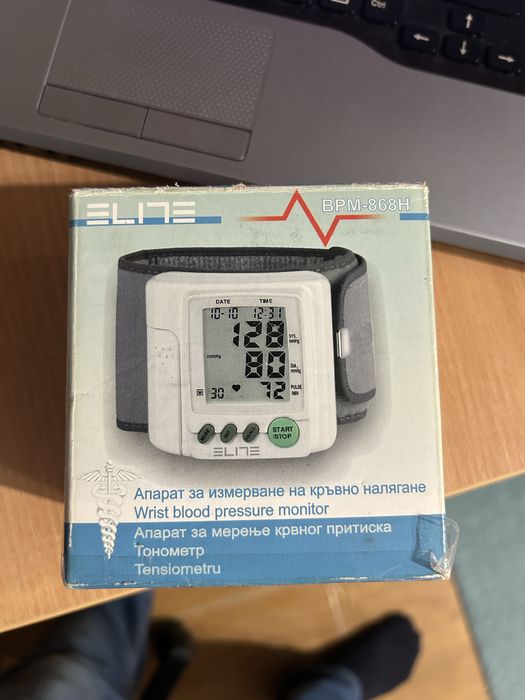 Ctrl
ELITE
BPM-868H
DATE TIME
10-10 12:31
128 SYS. mmHg
mmHg 80 DIA. mmHg
30 72 PULSE /MIN
START
/STOP
ELITE
Апарат за измерване на кръвно налягане
Wrist blood pressure monitor
Апарат за мерење крвног притиска
Тонометр
Tensiometru